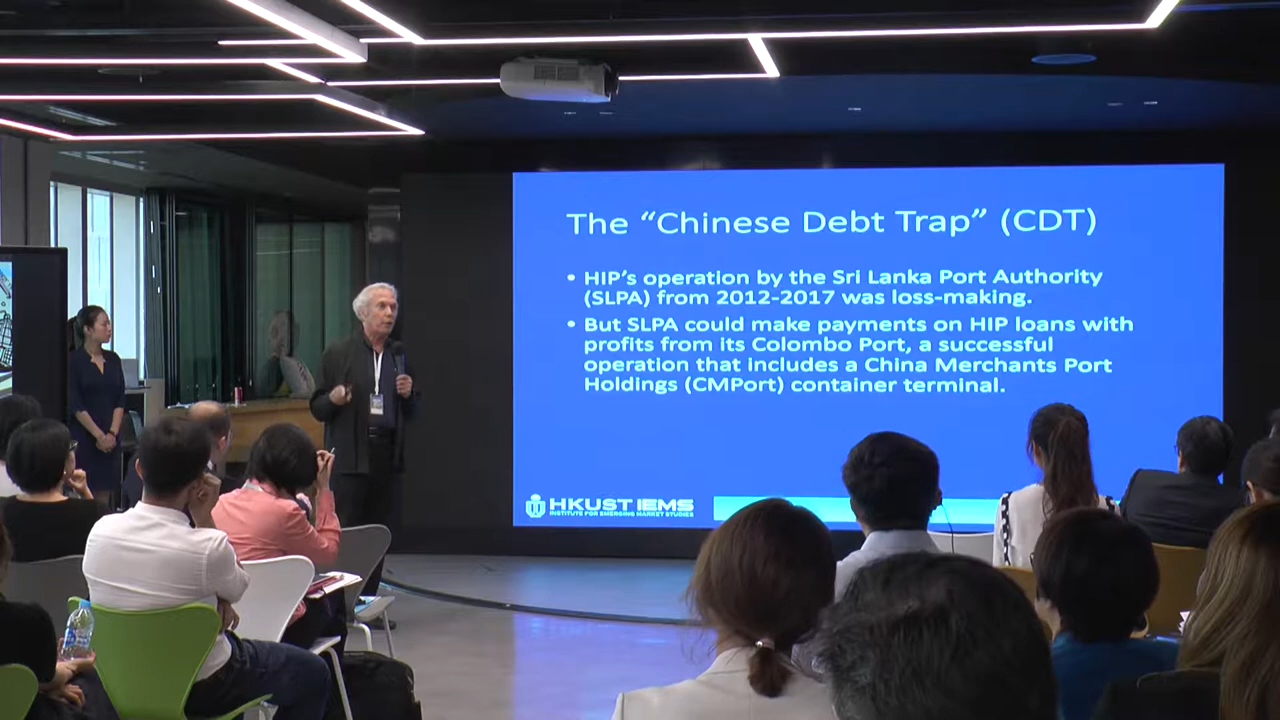 The “Chinese Debt Trap” (CDT)
• HIP’s operation by the Sri Lanka Port Authority
(SLPA) from 2012-2017 was loss-making.
• But SLPA could make payments on HIP loans with
profits from its Colombo Port, a successful
operation that includes a China Merchants Port
Holdings (CMPort) container terminal.
HKUST IEMS
INSTITUTE FOR EMERGING MARKET STUDIES